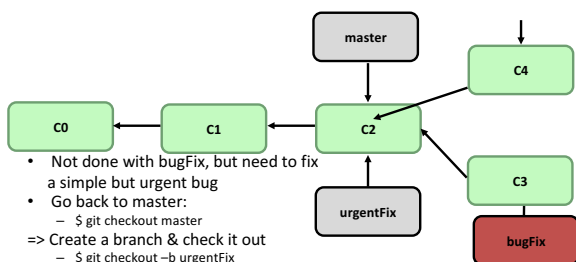 master
C4
C0
C1
C2
• Not done with bugFix, but need to fix
a simple but urgent bug
• Go back to master:
– $ git checkout master
=> Create a branch & check it out
– $ git checkout –b urgentFix
C3
urgentFix
bugFix